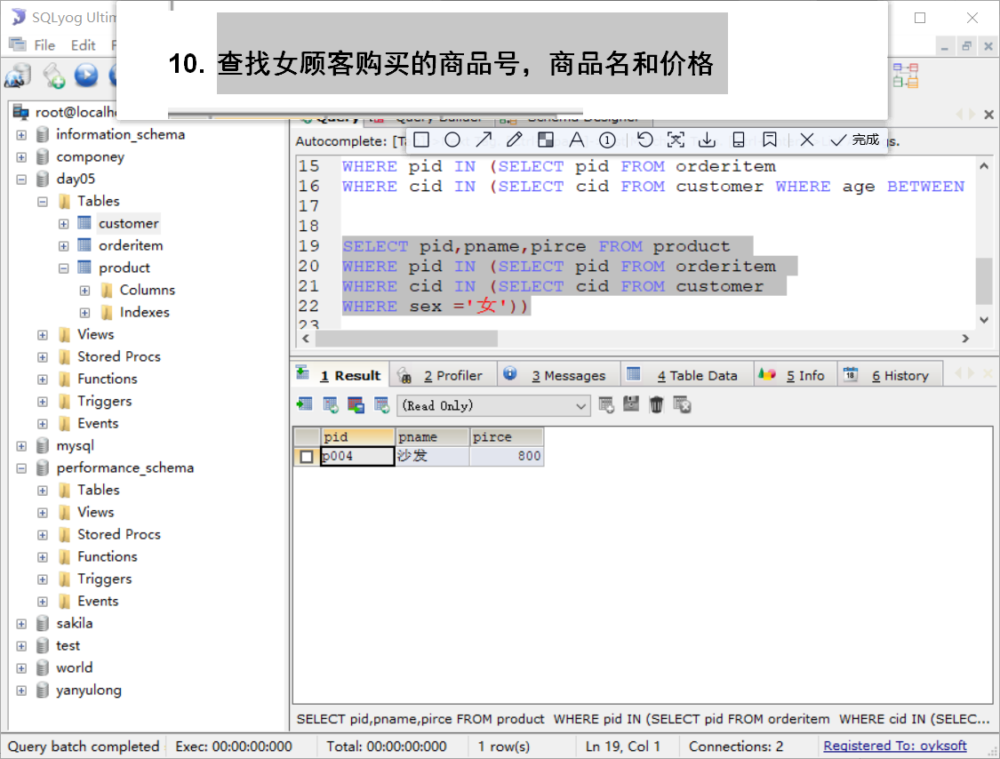 SQLyog Ultim
10. 查找女顾客购买的商品号，商品名和价格
File Edit
root@localh
information_schema
componey
day05
Tables
customer
orderitem
product
Columns
Indexes
Views
Stored Procs
Functions
Triggers
Events
mysql
performance_schema
Tables
Views
Stored Procs
Functions
Triggers
Events
sakila
test
world
yanyulong
Query Query Builder Schema Designer
Autocomplete:
完成
15 WHERE pid IN (SELECT pid FROM orderitem
16 WHERE cid IN (SELECT cid FROM customer WHERE age BETWEEN
17
18
19 SELECT pid,pname,pirce FROM product
20 WHERE pid IN (SELECT pid FROM orderitem
21 WHERE cid IN (SELECT cid FROM customer
22 WHERE sex ='女'))
23
1 Result 2 Profiler 3 Messages 4 Table Data 5 Info 18 6 History
(Read Only)
pid pname pirce
p004 沙发 800
SELECT pid,pname,pirce FROM product WHERE pid IN (SELECT pid FROM orderitem WHERE cid IN (SELEC...
Query batch completed Exec: 00:00:00:000 Total: 00:00:00:000 1 row(s) Ln 19, Col 1 Connections: 2 Registered To: oyksoft